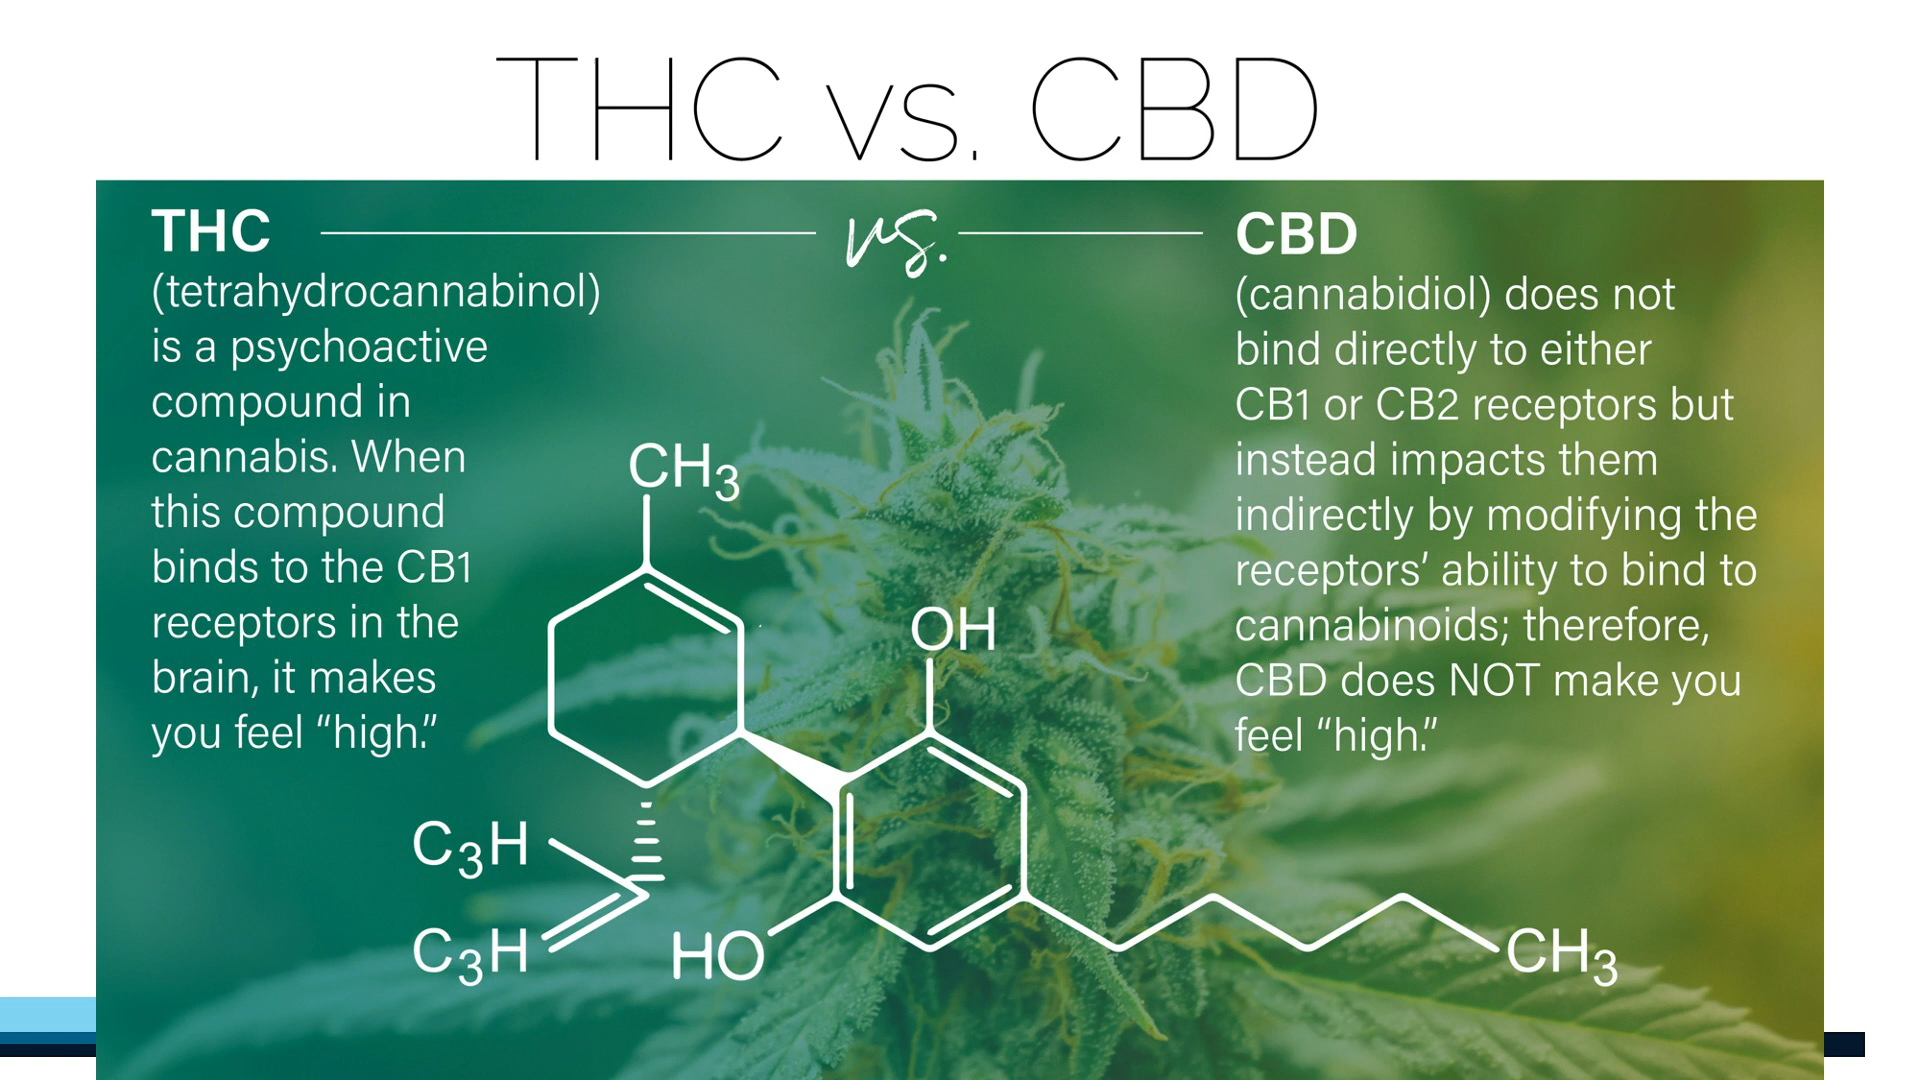 THC vs. CBD
THC
vs.
CBD
(tetrahydrocannabinol)
is a psychoactive
compound in
cannabis. When
this compound
binds to the CB1
receptors in the
brain, it makes
you feel “high.”
(cannabidiol) does not
bind directly to either
CB1 or CB2 receptors but
instead impacts them
indirectly by modifying the
receptors’ ability to bind to
cannabinoids; therefore,
CBD does NOT make you
feel “high.”
CH₃
OH
C₃H
C₃H
HO
CH₃